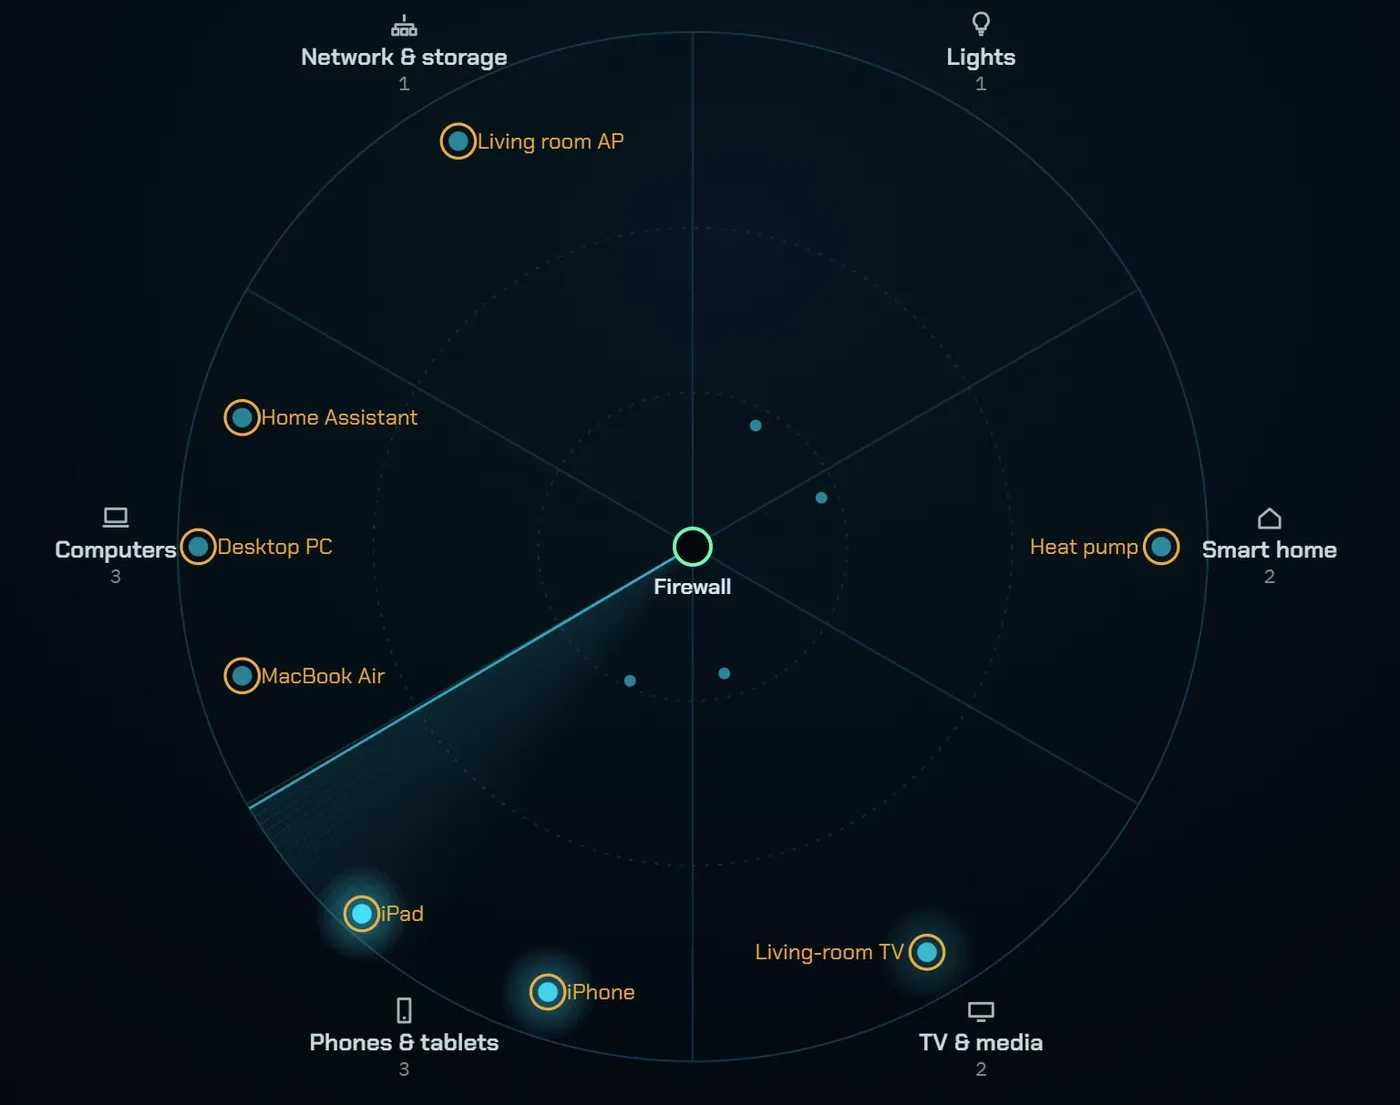 Network & storage
1
Lights
1
Living room AP
Home Assistant
Computers
3
Desktop PC
Firewall
Heat pump
Smart home
2
MacBook Air
iPad
Living-room TV
iPhone
Phones & tablets
3
TV & media
2